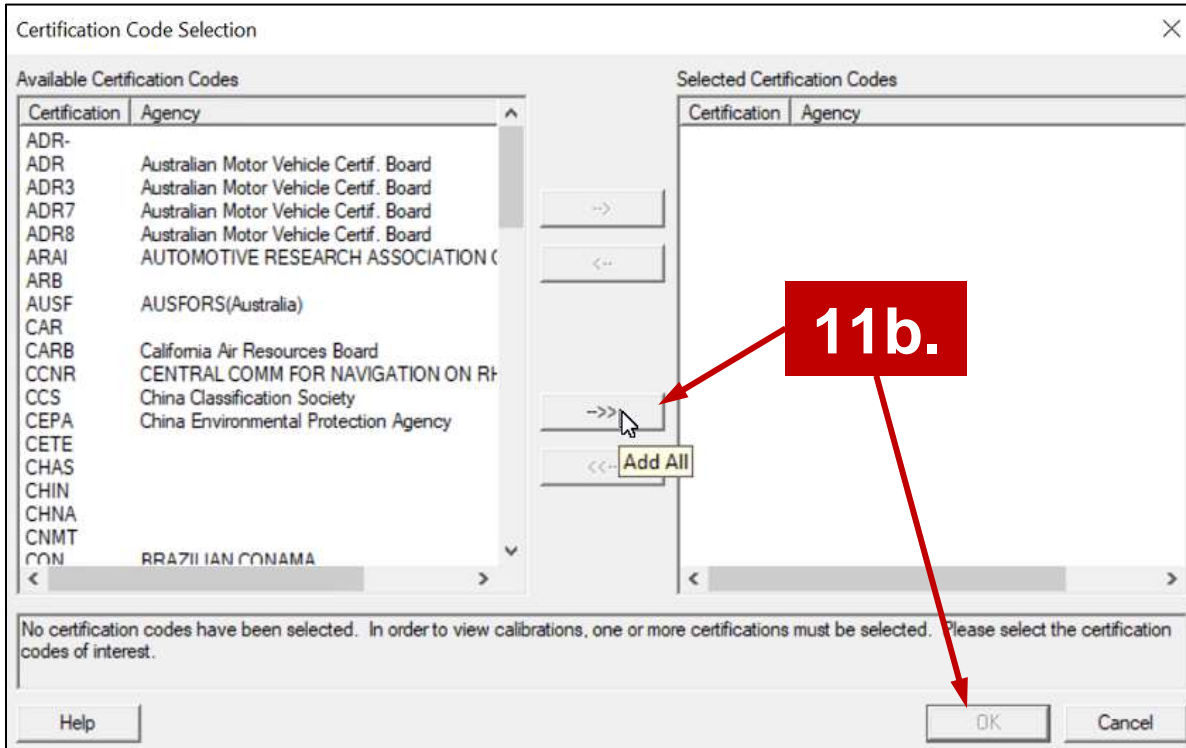 Certification Code Selection
Available Certification Codes
Selected Certification Codes
Certification Agency
Certification Agency
ADR-
ADR Australian Motor Vehicle Certif. Board
ADR3 Australian Motor Vehicle Certif. Board
ADR7 Australian Motor Vehicle Certif. Board
ADR8 Australian Motor Vehicle Certif. Board
ARAI AUTOMOTIVE RESEARCH ASSOCIATION
ARB
AUSF AUSFORS(Australia)
CAR
CARB California Air Resources Board
CCNR CENTRAL COMM FOR NAVIGATION ON RH
CCS China Classification Society
CEPA China Environmental Protection Agency
CETE
CHAS
CHIN
CHNA
CNMT
CON BRAZILIAN CONAMA
-->
<--
11b.
-->>
<<--
Add All
No certification codes have been selected. In order to view calibrations, one or more certifications must be selected. Please select the certification
codes of interest.
Help
OK
Cancel